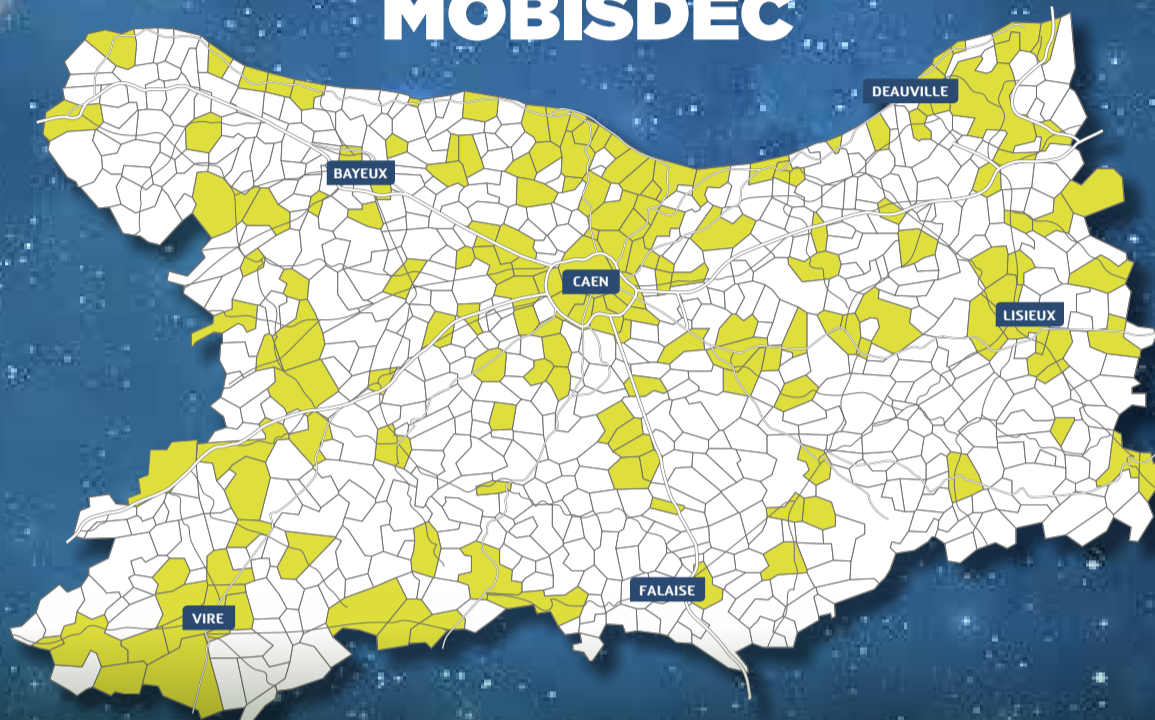 MOBISDEC
DEAUVILLE
BAYEUX
CAEN
LISIEUX
FALAISE
VIRE